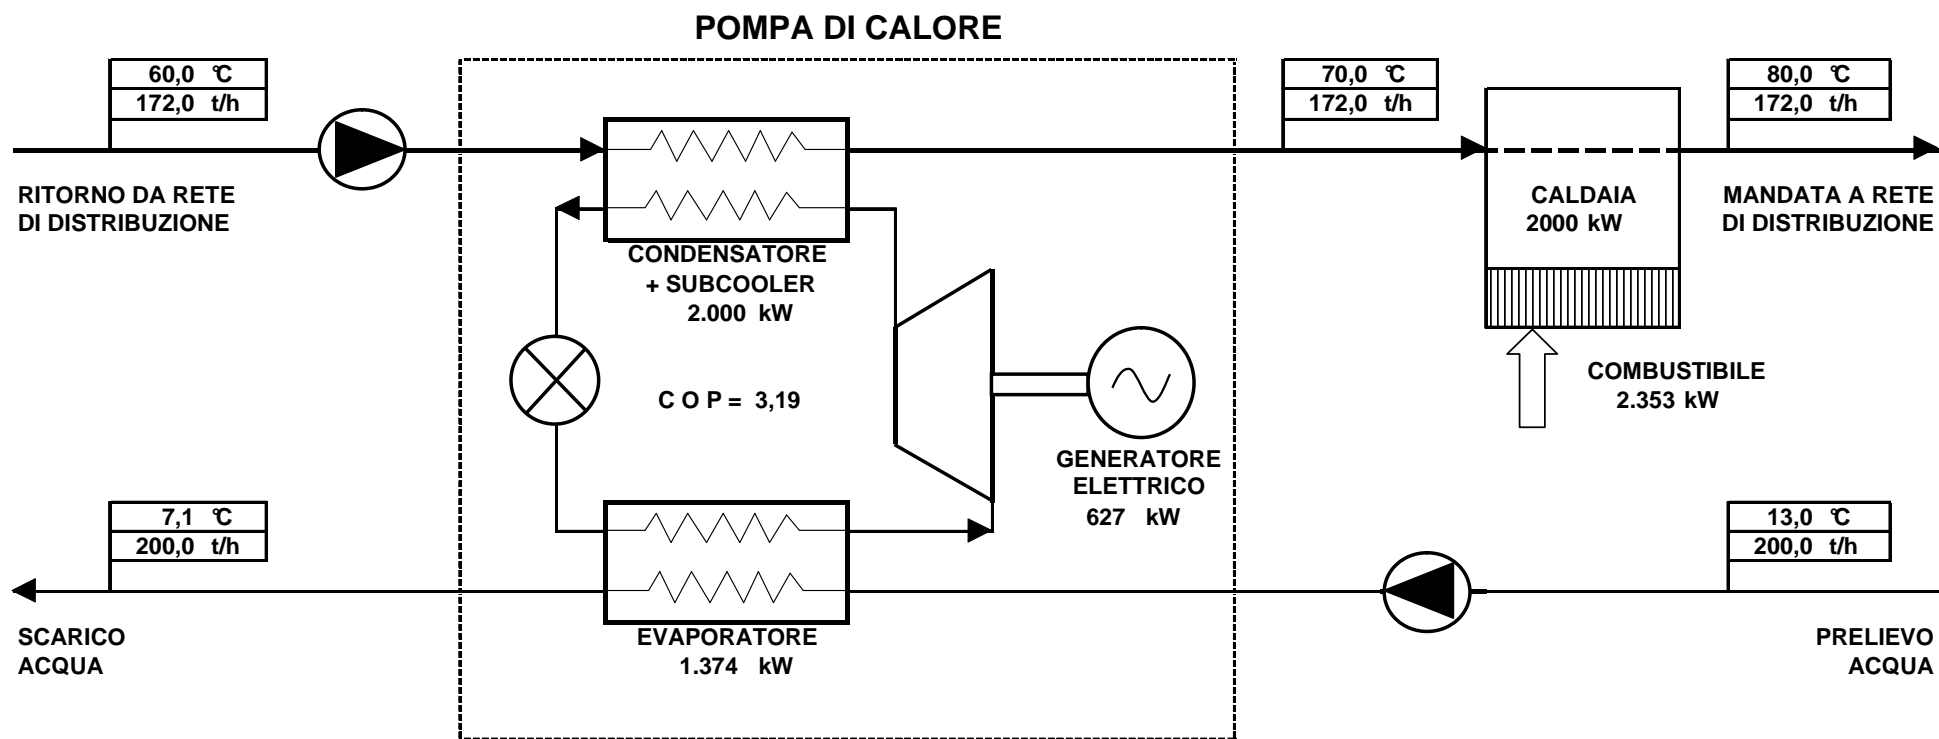 POMPA DI CALORE
60,0 °C
172,0 t/h
70,0 °C
172,0 t/h
80,0 °C
172,0 t/h
RITORNO DA RETE
DI DISTRIBUZIONE
CALDAIA
2000 kW
MANDATA A RETE
DI DISTRIBUZIONE
CONDENSATORE
+ SUBCOOLER
2.000 kW
COMBUSTIBILE
2.353 kW
C O P = 3,19
GENERATORE
ELETTRICO
627 kW
7,1 °C
200,0 t/h
13,0 °C
200,0 t/h
SCARICO
ACQUA
EVAPORATORE
1.374 kW
PRELIEVO
ACQUA